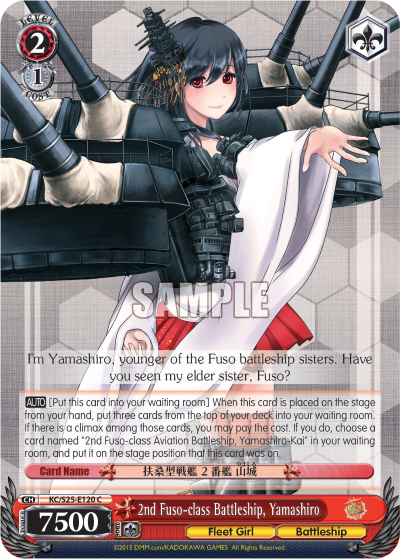 LEVEL
2
1
COST
SAMPLE
I'm Yamashiro, younger of the Fuso battleship sisters. Have
you seen my elder sister, Fuso?
AUTO [Put this card into your waiting room] When this card is placed on the stage
from your hand, put three cards from the top of your deck into your waiting room.
If there is a climax among those cards, you may pay the cost. If you do, choose a
card named "2nd Fuso-class Aviation Battleship, Yamashiro-Kai" in your waiting
room, and put it on the stage position that this card was on.
Card Name 扶桑型戦艦 2番艦 山城
CH KC/S25-E120 C
2nd Fuso-class Battleship, Yamashiro
POWER 7500 SOUL
Fleet Girl Battleship
©2015 DMM.com/KADOKAWA GAMES All Rights Reserved.